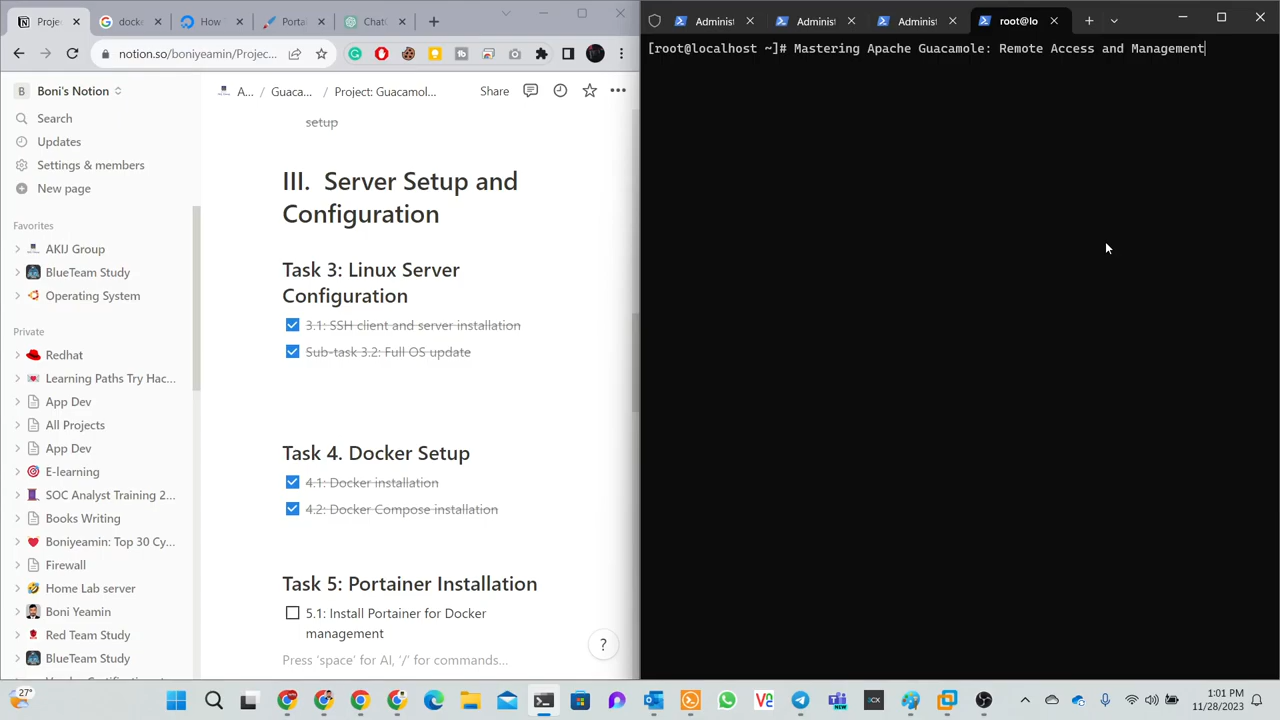 Projec
docke
How
Portai
ChatG
notion.so/boniyeamin/Projec...
B Boni's Notion
Search
Updates
Settings & members
New page
Favorites
AKIJ Group
BlueTeam Study
Operating System
Private
Redhat
Learning Paths Try Hac...
App Dev
All Projects
App Dev
E-learning
SOC Analyst Training 2...
Books Writing
Boniyeamin: Top 30 Cy...
Firewall
Home Lab server
Boni Yeamin
Red Team Study
BlueTeam Study
A... / Guaca... / Project: Guacamol...
Share
setup
III. Server Setup and
Configuration
Task 3: Linux Server
Configuration
3.1: SSH client and server installation
Sub-task 3.2: Full OS update
Task 4. Docker Setup
4.1: Docker installation
4.2: Docker Compose installation
Task 5: Portainer Installation
5.1: Install Portainer for Docker
management
Press 'space' for AI, '/' for commands...
?
Administ
Administ
Administ
root@lo
[root@localhost ~]# Mastering Apache Guacamole: Remote Access and Management
27°
1:01 PM
11/28/2023